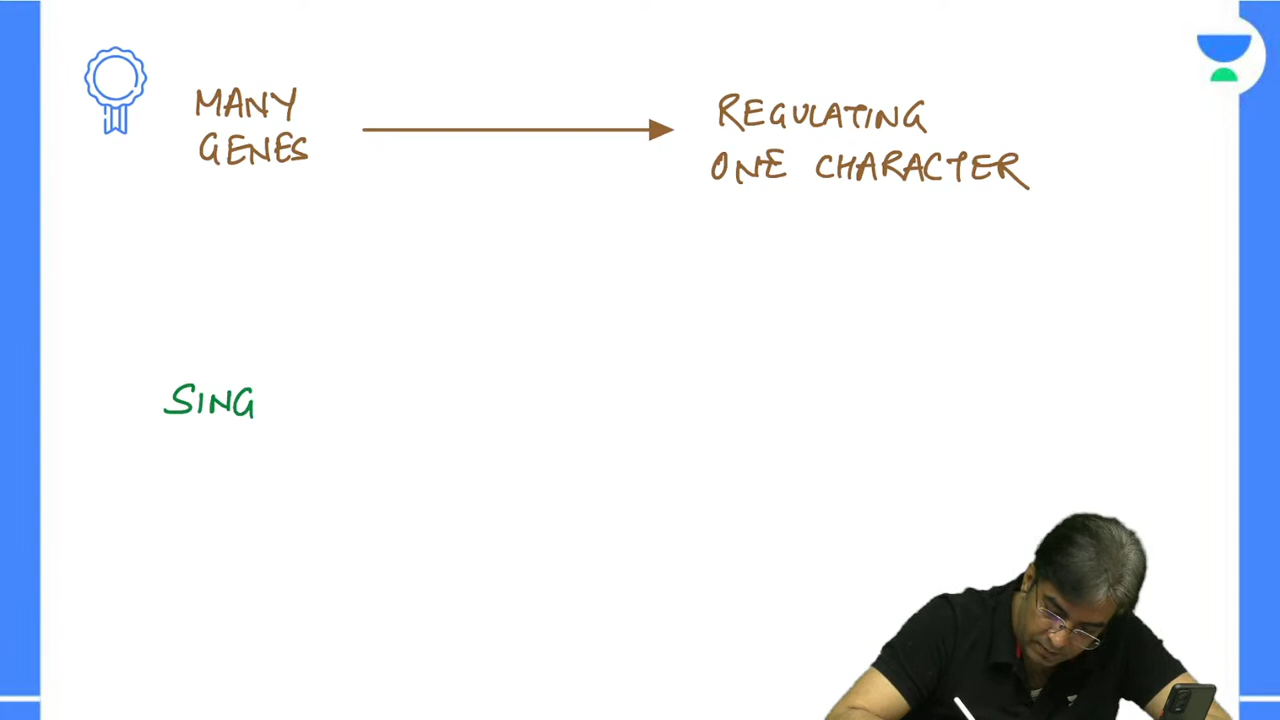 MANY
GENES
REGULATING
ONE CHARACTER
SING